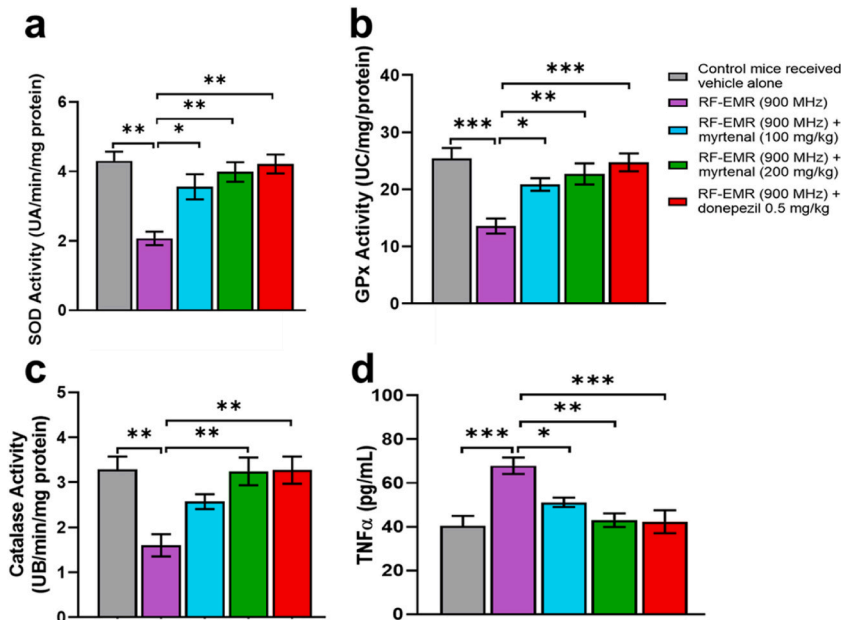 a
SOD Activity (UA/min/mg protein)
6
4
2
0
**
*
**
**
b
GPx Activity (UC/mg/protein)
40
30
20
10
0
***
*
**
***
Control mice received
vehicle alone
RF-EMR (900 MHz)
RF-EMR (900 MHz) +
myrtenal (100 mg/kg)
RF-EMR (900 MHz) +
myrtenal (200 mg/kg)
RF-EMR (900 MHz) +
donepezil 0.5 mg/kg
c
Catalase Activity
(UB/min/mg protein)
5
4
3
2
1
0
**
**
**
d
TNFα (pg/mL)
100
80
60
40
20
0
***
*
**
***